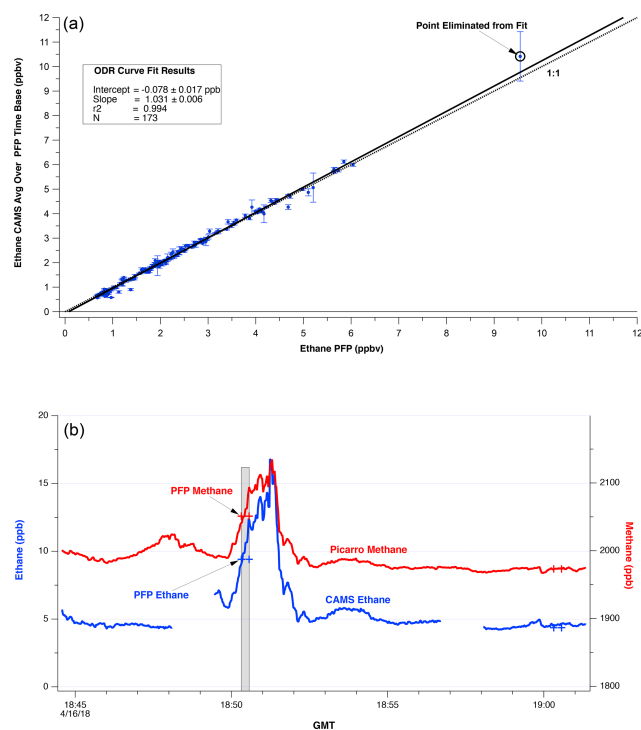 (a)
Point Eliminated from Fit
1:1
ODR Curve Fit Results
Intercept = -0.078 ± 0.017 ppb
Slope = 1.031 ± 0.006
r2 = 0.994
N = 173
Ethane CAMS Avg Over PFP Time Base (ppbv)
12
11
10
9
8
7
6
5
4
3
2
1
0
0 1 2 3 4 5 6 7 8 9 10 11 12
Ethane PFP (ppbv)
(b)
Ethane (ppb)
20
15
10
5
0
PFP Methane
PFP Ethane
Picarro Methane
CAMS Ethane
2100
2000
1900
1800
Methane (ppb)
18:45 18:50 18:55 19:00
4/16/18
GMT